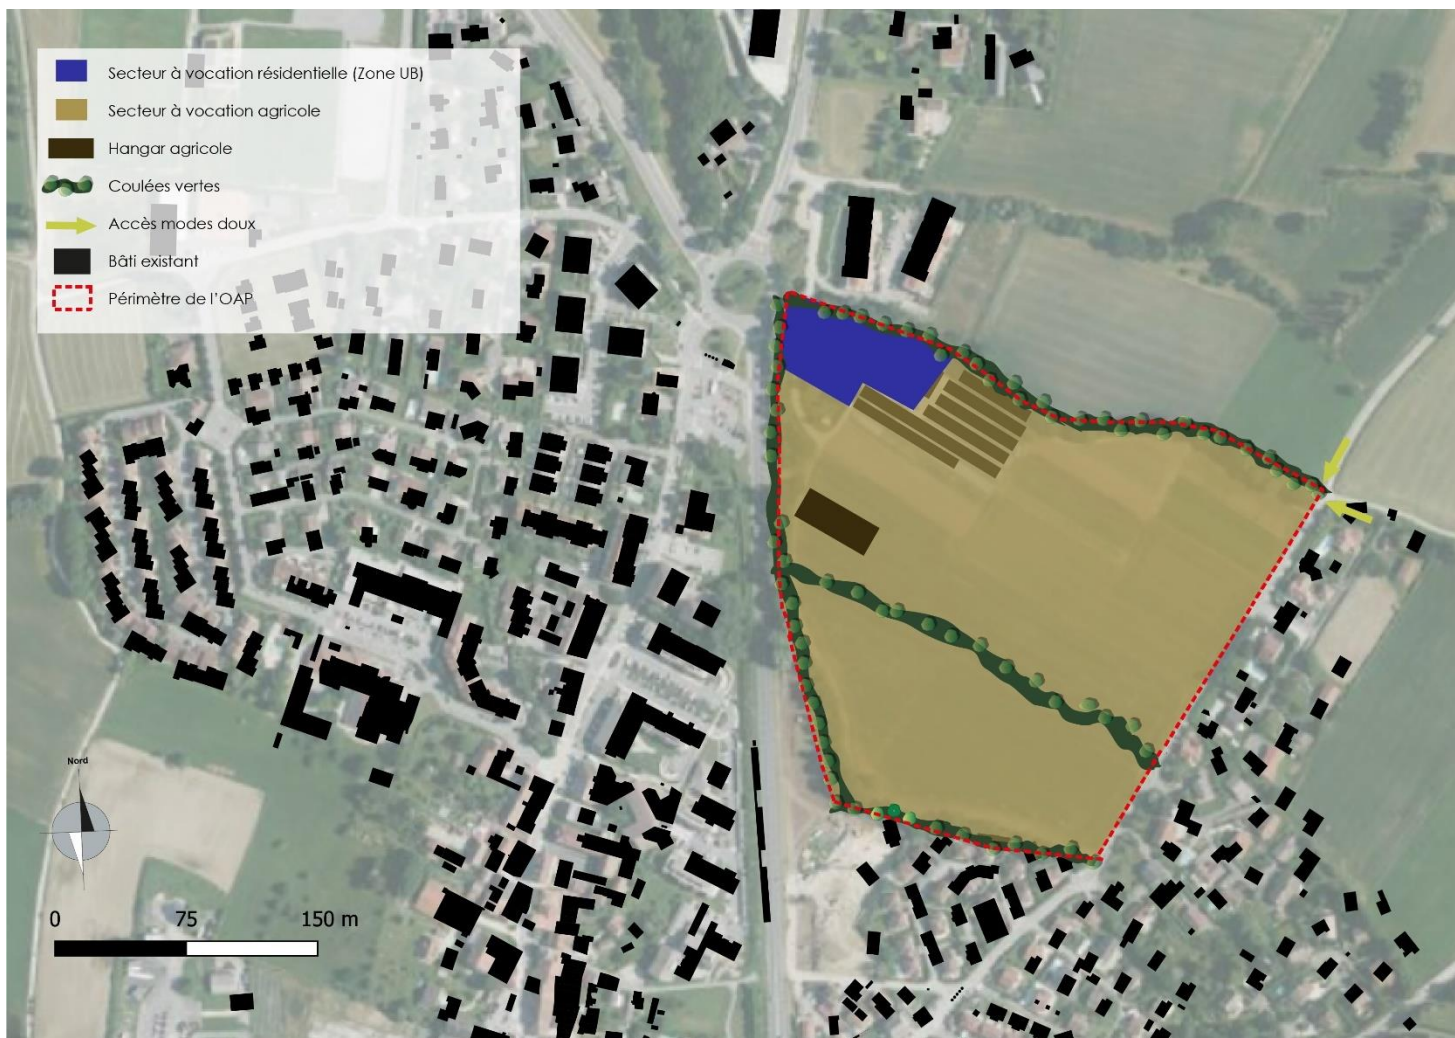 Secteur à vocation résidentielle (Zone UB)
Secteur à vocation agricole
Hangar agricole
Coulées vertes
Accès modes doux
Bâti existant
Périmètre de l'OAP
Nord
0 75 150 m